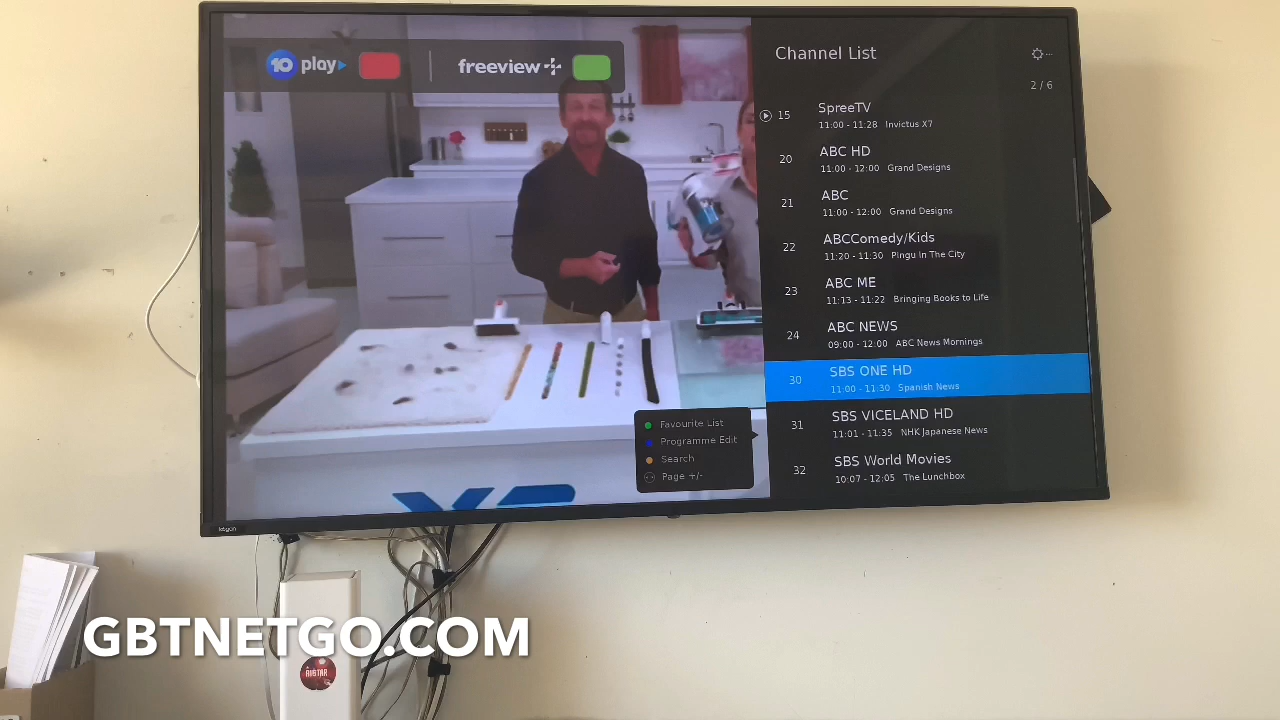 10 play
freeview
Channel List
2 / 6
15 SpreeTV
11:00 - 11:28 Invictus X7
20 ABC HD
11:00 - 12:00 Grand Designs
21 ABC
11:00 - 12:00 Grand Designs
22 ABCComedy/Kids
11:20 - 11:30 Pingu In The City
23 ABC ME
11:13 - 11:22 Bringing Books to Life
24 ABC NEWS
09:00 - 12:00 ABC News Mornings
30 SBS ONE HD
11:00 - 11:30 Spanish News
31 SBS VICELAND HD
11:01 - 11:35 NHK Japanese News
32 SBS World Movies
10:07 - 12:05 The Lunchbox
Favourite List
Programme Edit
Search
Page +/-
kogan
GBTNETGO.COM